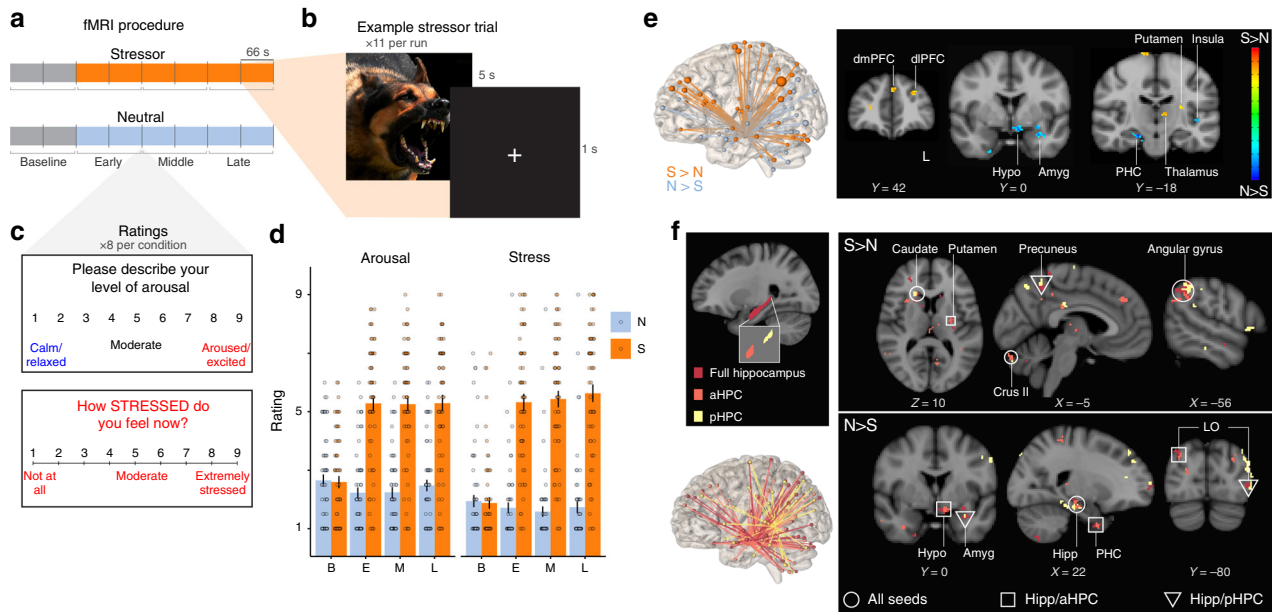 a
fMRI procedure
Stressor
66 s
Neutral
Baseline
Early
Middle
Late
b
Example stressor trial
×11 per run
5 s
1 s
c
Ratings
×8 per condition
Please describe your
level of arousal
1 2 3 4 5 6 7 8 9
Calm/
relaxed
Moderate
Aroused/
excited
How STRESSED do
you feel now?
1 2 3 4 5 6 7 8 9
Not at
all
Moderate
Extremely
stressed
d
Arousal
Stress
Rating
9
5
1
B E M L B E M L
N
S
e
S > N
N > S
dmPFC
dlPFC
L
Y = 42
Hypo
Amyg
Y = 0
Putamen
Insula
PHC
Thalamus
Y = −18
S>N
N>S
f
Full hippocampus
aHPC
pHPC
S>N
Caudate
Putamen
Z = 10
Precuneus
Crus II
X = −5
Angular gyrus
X = −56
N>S
Hypo
Amyg
Y = 0
Hipp
PHC
X = 22
LO
Y = −80
All seeds
Hipp/aHPC
Hipp/pHPC